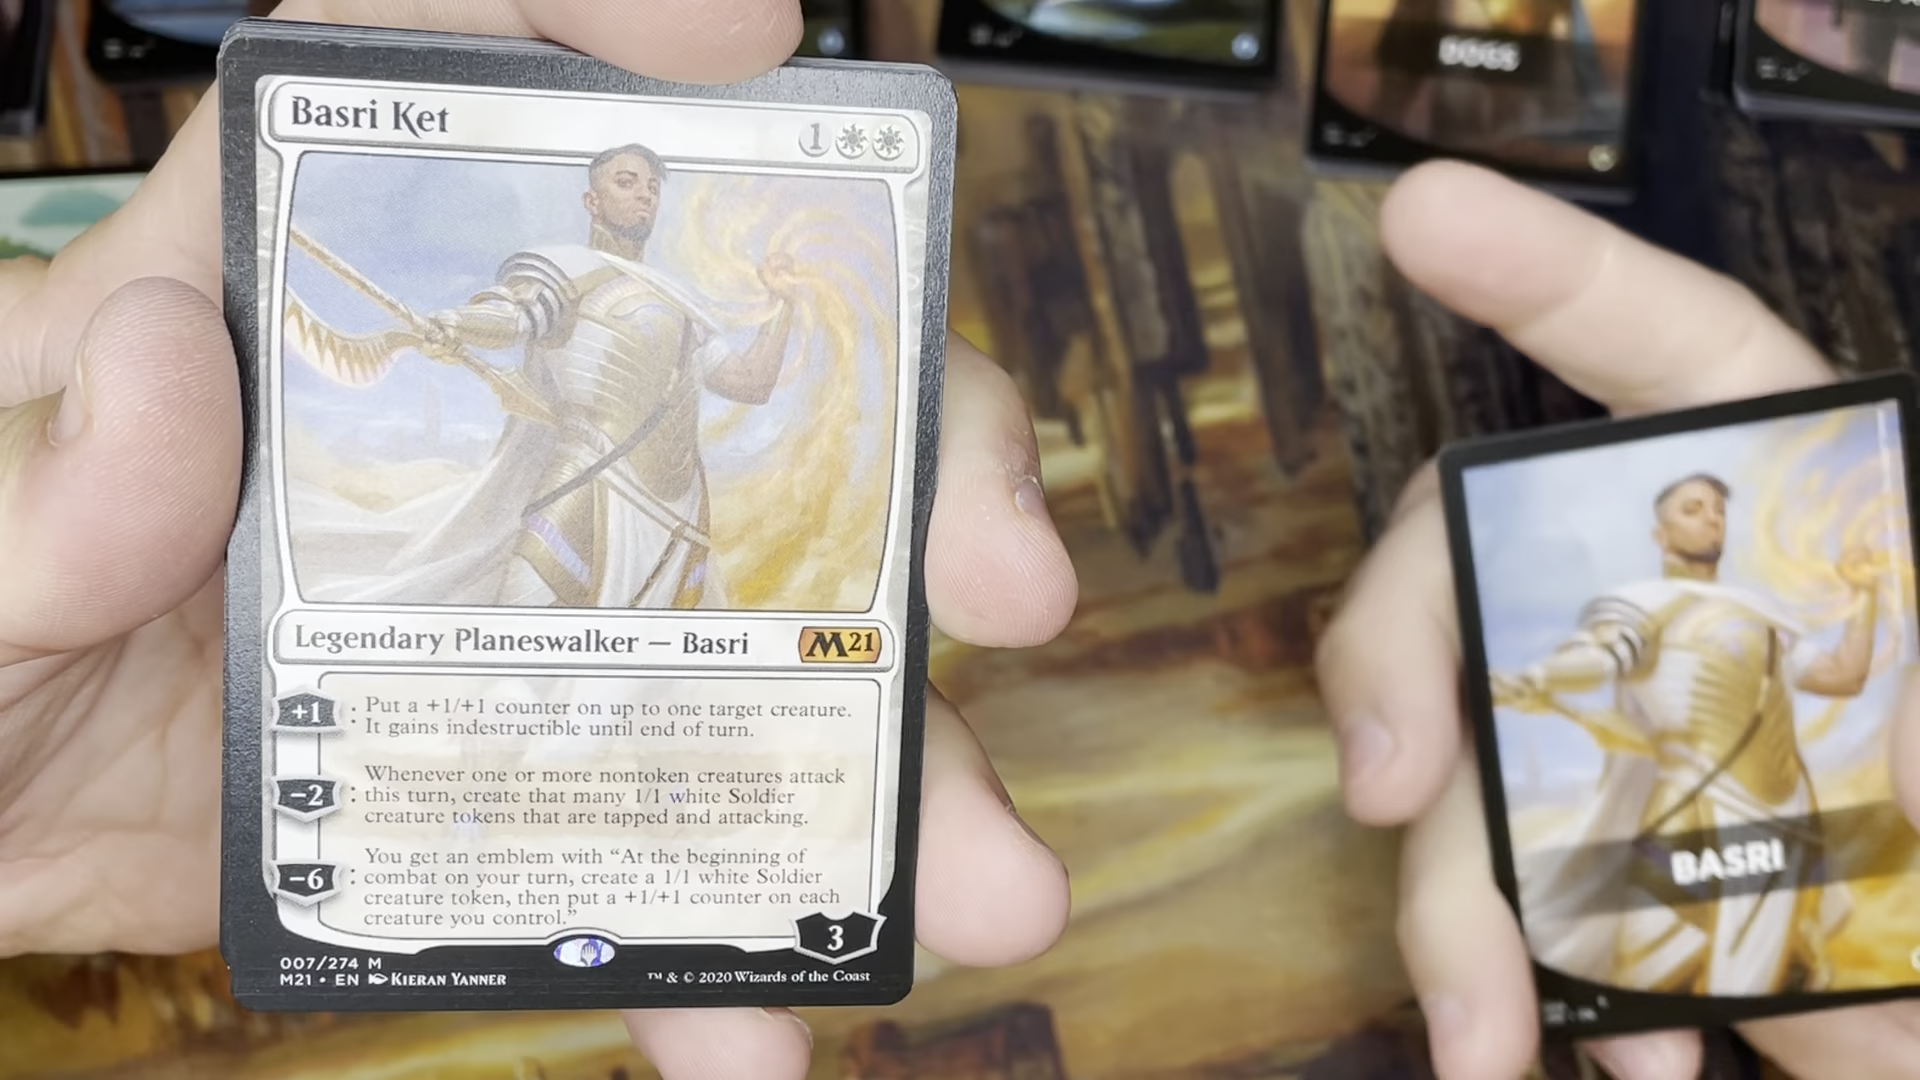 Basri Ket
1
Legendary Planeswalker — Basri
M21
+1 : Put a +1/+1 counter on up to one target creature.
It gains indestructible until end of turn.
−2 : Whenever one or more nontoken creatures attack
this turn, create that many 1/1 white Soldier
creature tokens that are tapped and attacking.
−6 : You get an emblem with “At the beginning of
combat on your turn, create a 1/1 white Soldier
creature token, then put a +1/+1 counter on each
creature you control.”
3
007/274 M
M21 • EN KIERAN YANNER
™ & © 2020 Wizards of the Coast
DOGS
BASRI